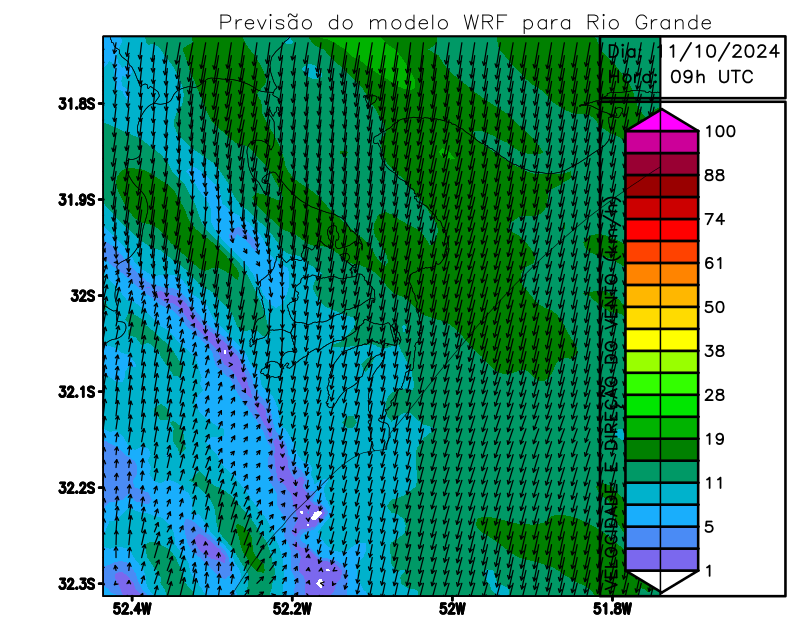 Previsão do modelo WRF para Rio Grande
Dia: 11/10/2024
Hora: 09h UTC
31.8S
31.9S
32S
32.1S
32.2S
32.3S
52.4W
52.2W
52W
51.8W
VELOCIDADE E DIREÇÃO DO VENTO (km/h)
100
88
74
61
50
38
28
19
11
5
1